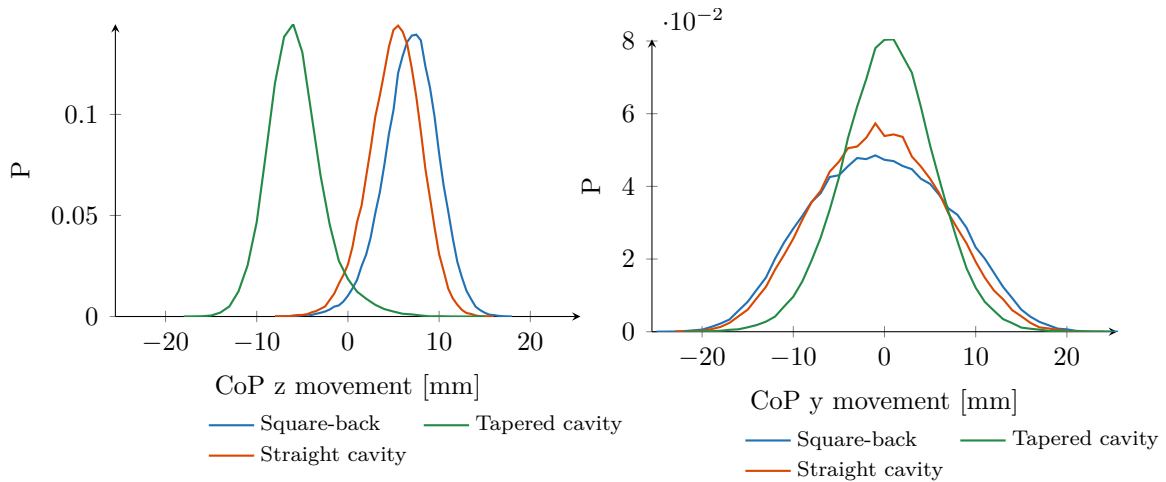 P
0.1
0.05
0
−20 −10 0 10 20
CoP z movement [mm]
Square-back Tapered cavity
Straight cavity
·10−2
P
8
6
4
2
0
−20 −10 0 10 20
CoP y movement [mm]
Square-back Tapered cavity
Straight cavity